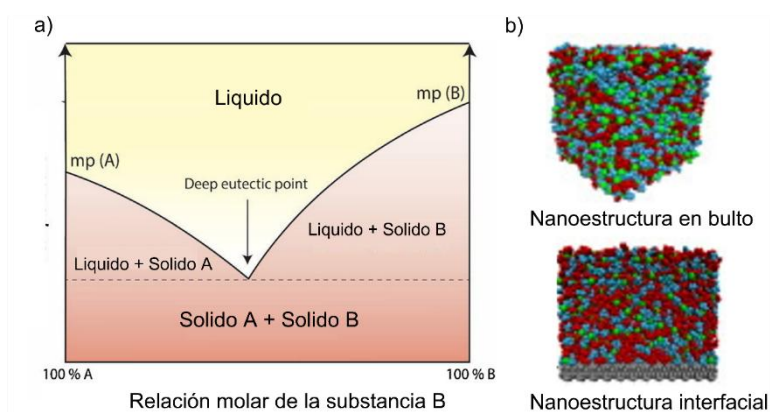 a)
b)
Liquido
mp (B)
mp (A)
Deep eutectic point
Liquido + Solido B
Liquido + Solido A
Solido A + Solido B
100 % A
100 % B
Relación molar de la substancia B
Nanoestructura en bulto
Nanoestructura interfacial